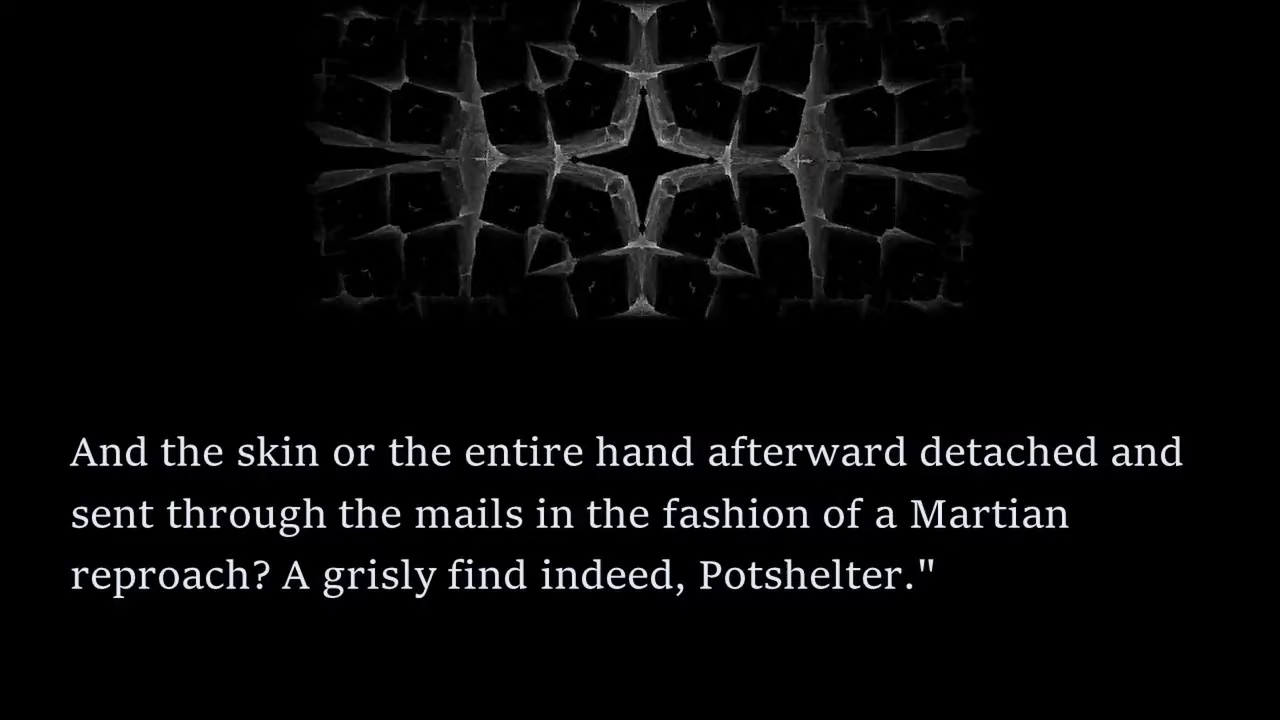 And the skin or the entire hand afterward detached and
sent through the mails in the fashion of a Martian
reproach? A grisly find indeed, Potshelter."